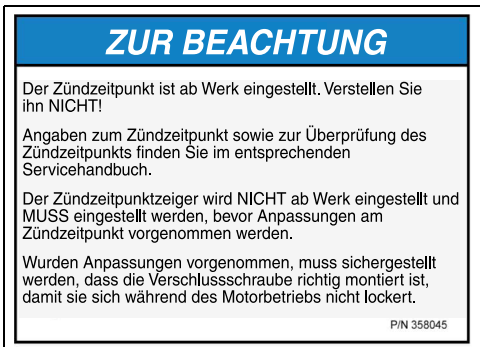 ZUR BEACHTUNG
Der Zündzeitpunkt ist ab Werk eingestellt. Verstellen Sie
ihn NICHT!
Angaben zum Zündzeitpunkt sowie zur Überprüfung des
Zündzeitpunkts finden Sie im entsprechenden
Servicehandbuch.
Der Zündzeitpunktzeiger wird NICHT ab Werk eingestellt und
MUSS eingestellt werden, bevor Anpassungen am
Zündzeitpunkt vorgenommen werden.
Wurden Anpassungen vorgenommen, muss sichergestellt
werden, dass die Verschlussschraube richtig montiert ist,
damit sie sich während des Motorbetriebs nicht lockert.
P/N 358045